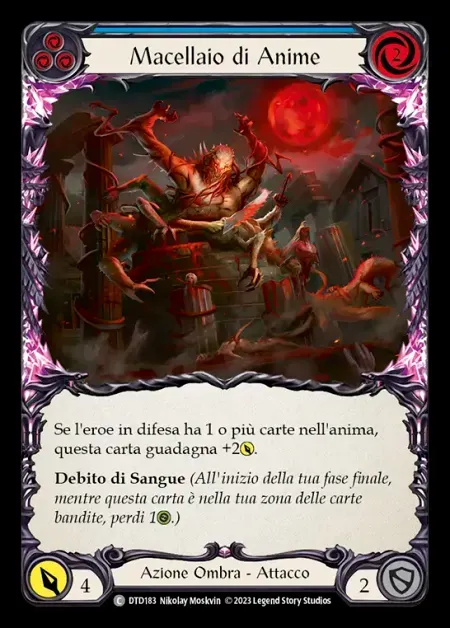 Macellaio di Anime
2
Se l'eroe in difesa ha 1 o più carte nell'anima,
questa carta guadagna +2.
Debito di Sangue (All'inizio della tua fase finale,
mentre questa carta è nella tua zona delle carte
bandite, perdi 1.)
4
Azione Ombra - Attacco
2
C DTD183 Nikolay Moskvin ©2023 Legend Story Studios